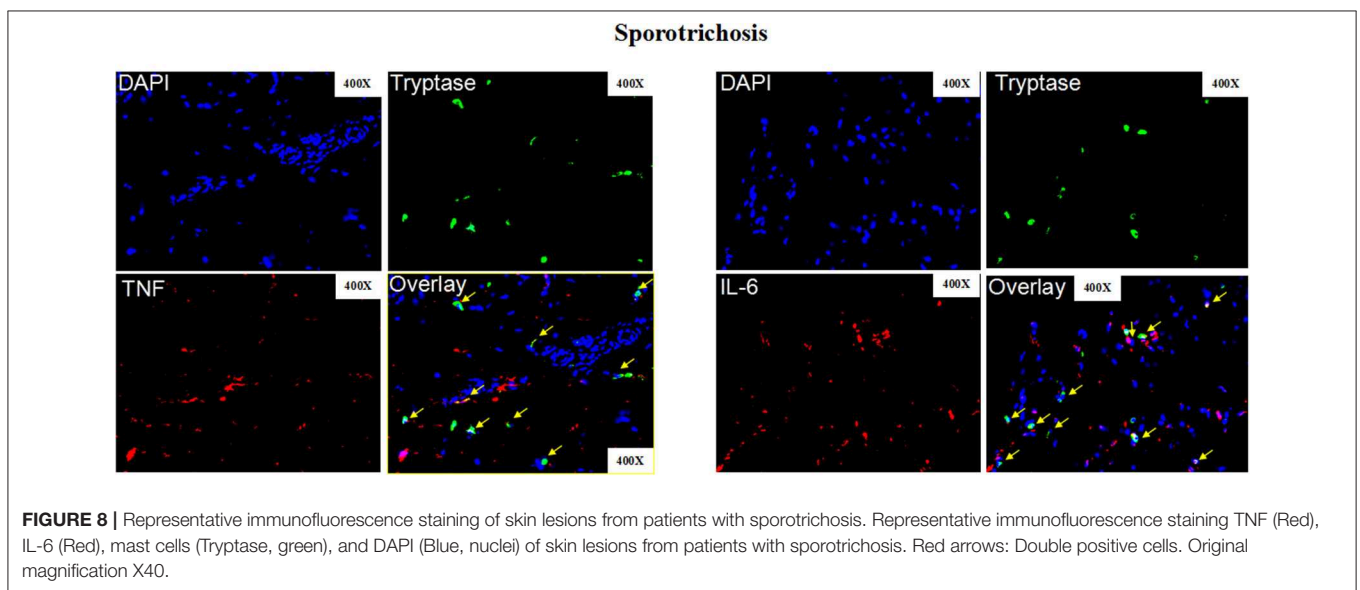 Sporotrichosis
DAPI 400X
Tryptase 400X
DAPI 400X
Tryptase 400X
TNF 400X
Overlay
400X
IL-6 400X
Overlay 400X
FIGURE 8 | Representative immunofluorescence staining of skin lesions from patients with sporotrichosis. Representative immunofluorescence staining TNF (Red),
IL-6 (Red), mast cells (Tryptase, green), and DAPI (Blue, nuclei) of skin lesions from patients with sporotrichosis. Red arrows: Double positive cells. Original
magnification X40.